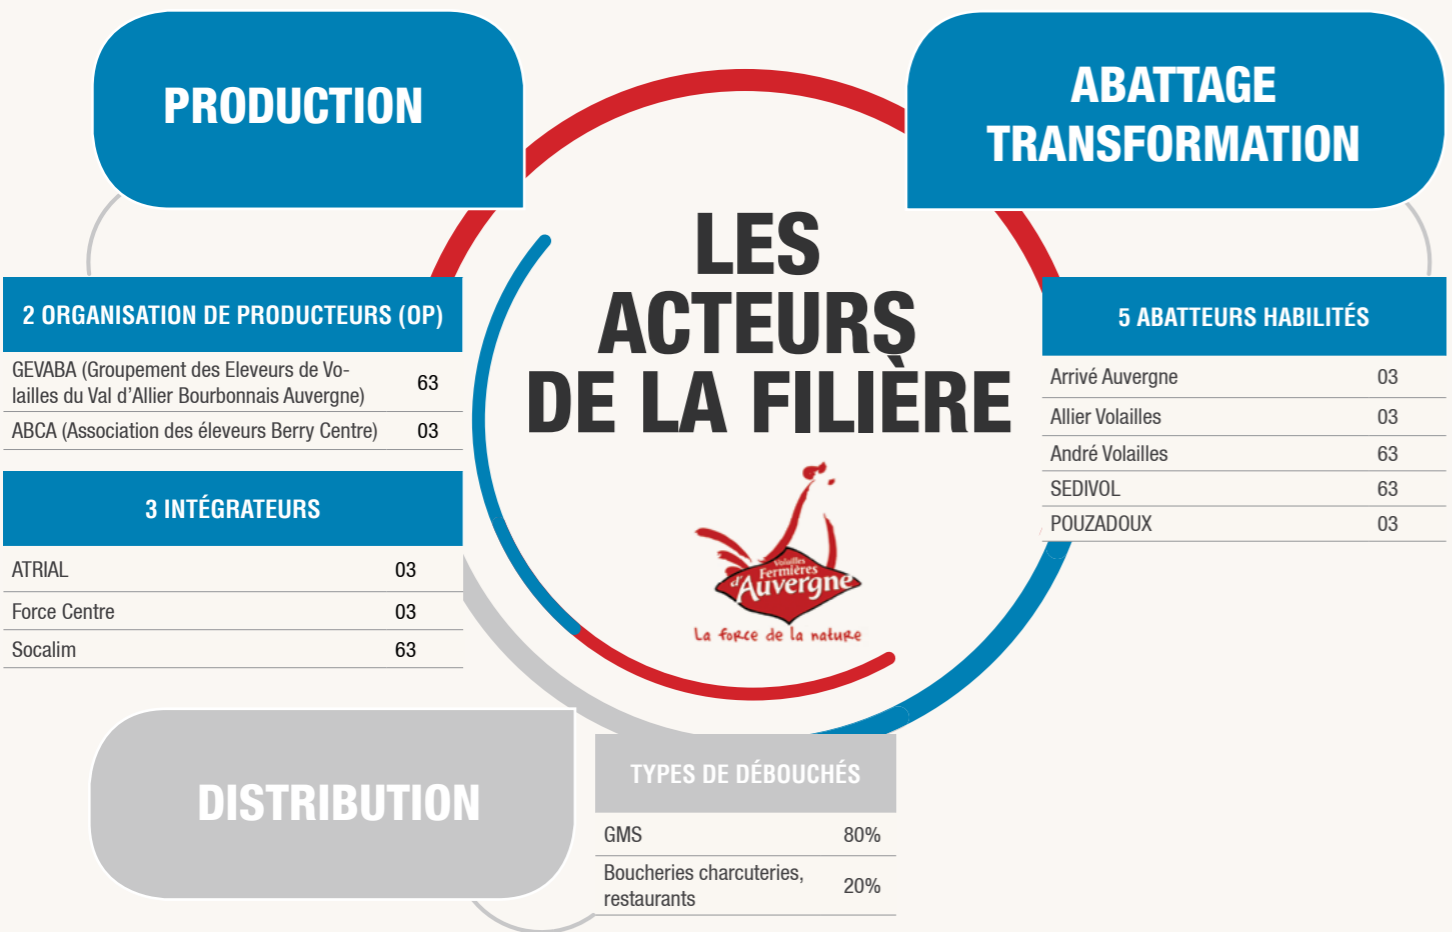 PRODUCTION
ABATTAGE
TRANSFORMATION
LES
ACTEURS
DE LA FILIÈRE
2 ORGANISATION DE PRODUCTEURS (OP)
GEVABA (Groupement des Eleveurs de Vo-
lailles du Val d’Allier Bourbonnais Auvergne) 63
ABCA (Association des éleveurs Berry Centre) 03
3 INTÉGRATEURS
ATRIAL 03
Force Centre 03
Socalim 63
5 ABATTEURS HABILITÉS
Arrivé Auvergne 03
Allier Volailles 03
André Volailles 63
SEDIVOL 63
POUZADOUX 03
Volailles
Fermières
d’Auvergne
La force de la nature
DISTRIBUTION
TYPES DE DÉBOUCHÉS
GMS 80%
Boucheries charcuteries,
restaurants 20%